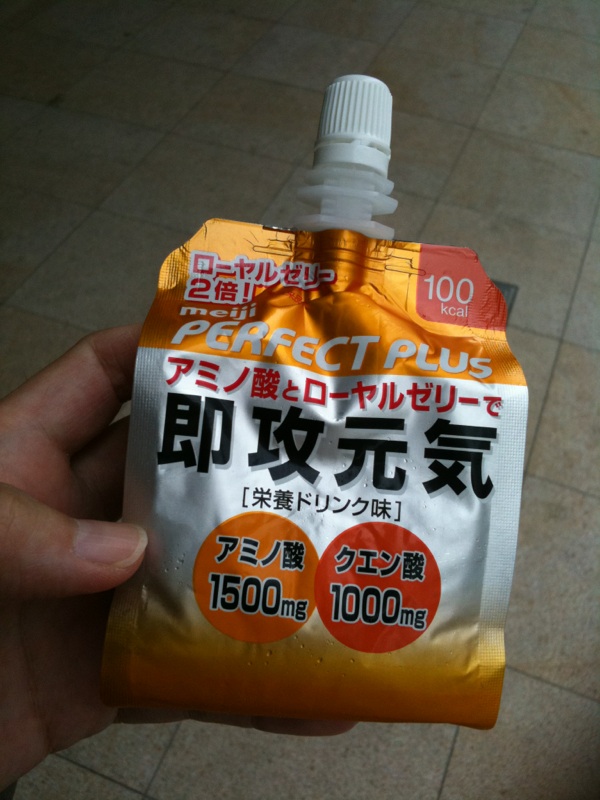 ローヤルゼリー
2倍!
100
kcal
meiji
PERFECT PLUS
アミノ酸とローヤルゼリーで
即攻元気
[栄養ドリンク味]
アミノ酸
1500mg
クエン酸
1000mg